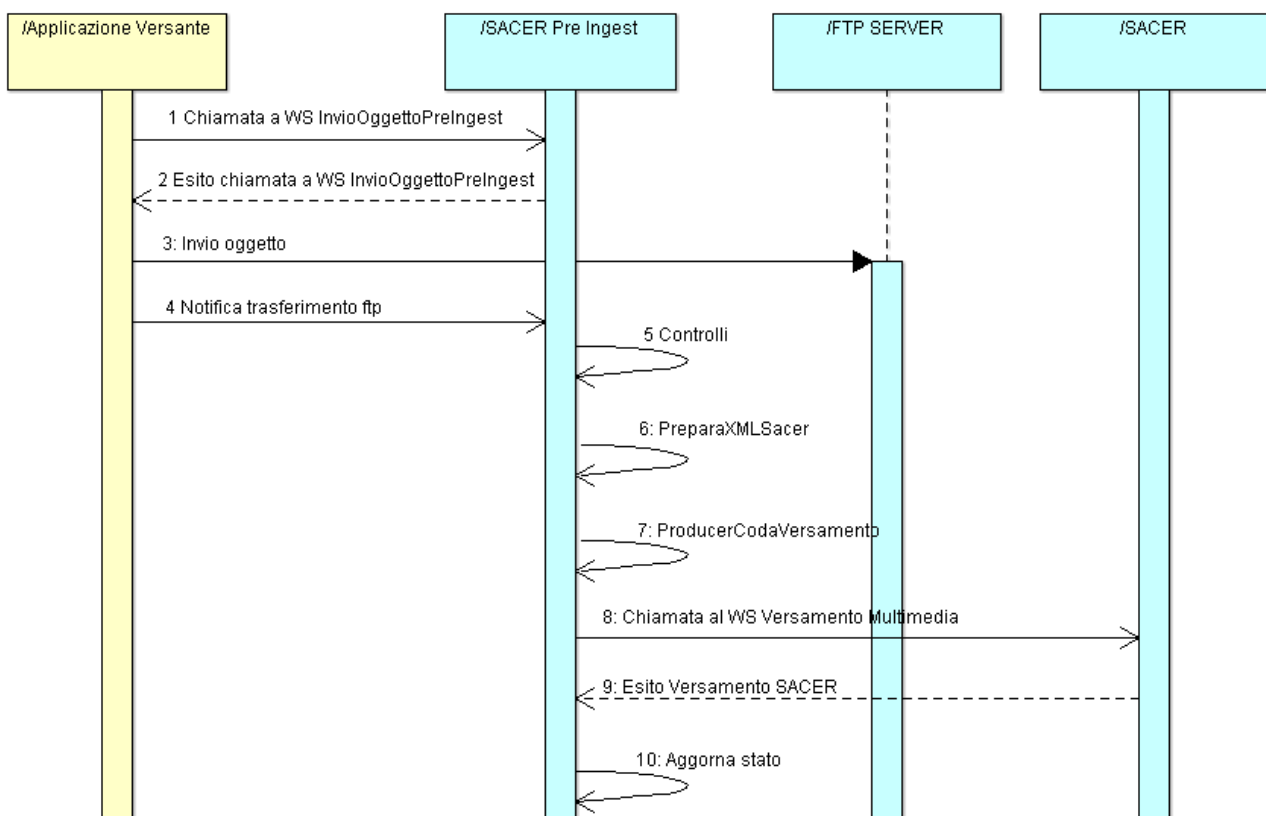 /Applicazione Versante
/SACER Pre Ingest
/FTP SERVER
/SACER
1 Chiamata a WS InvioOggettoPreIngest
2 Esito chiamata a WS InvioOggettoPreIngest
3: Invio oggetto
4 Notifica trasferimento ftp
5 Controlli
6: PreparaXMLSacer
7: ProducerCodaVersamento
8: Chiamata al WS Versamento Multimedia
9: Esito Versamento SACER
10: Aggorna stato